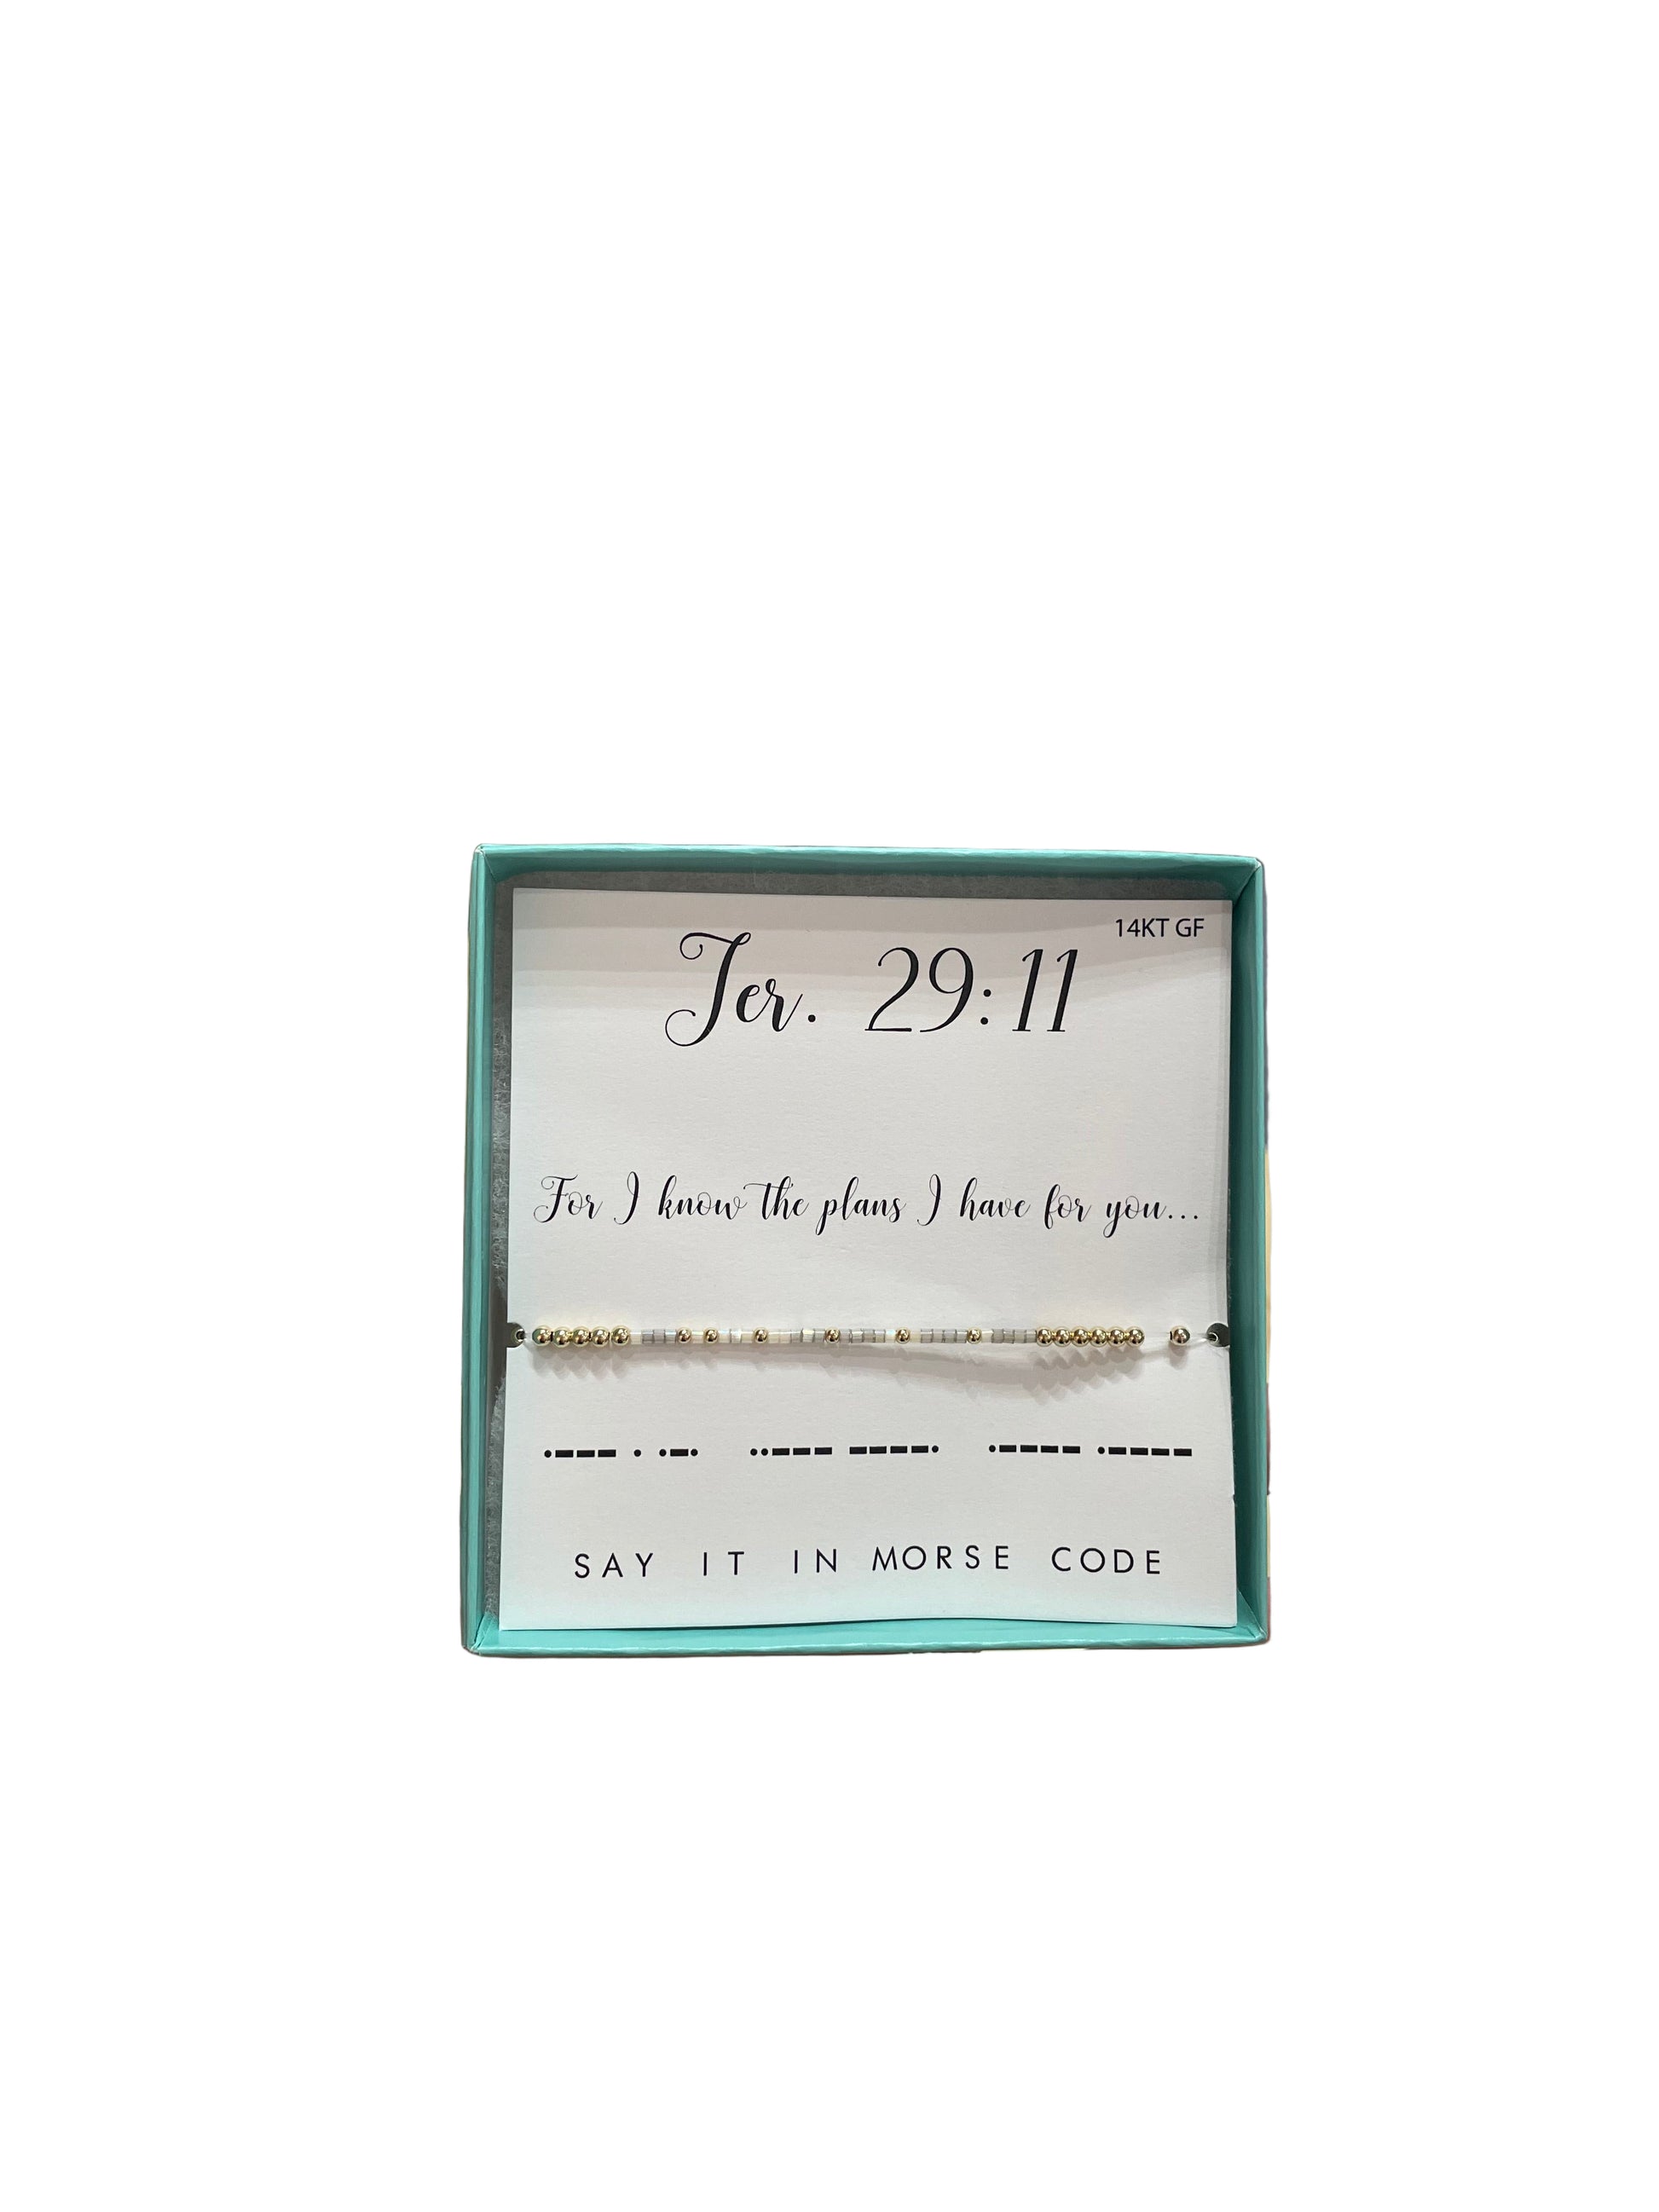 14KT GF
Jer. 29:11
For I know the plans I have for you...
•▬▬▬ • •▬• ••▬▬▬ ▬▬▬▬• •▬▬▬▬ •▬▬▬▬
SAY IT IN MORSE CODE